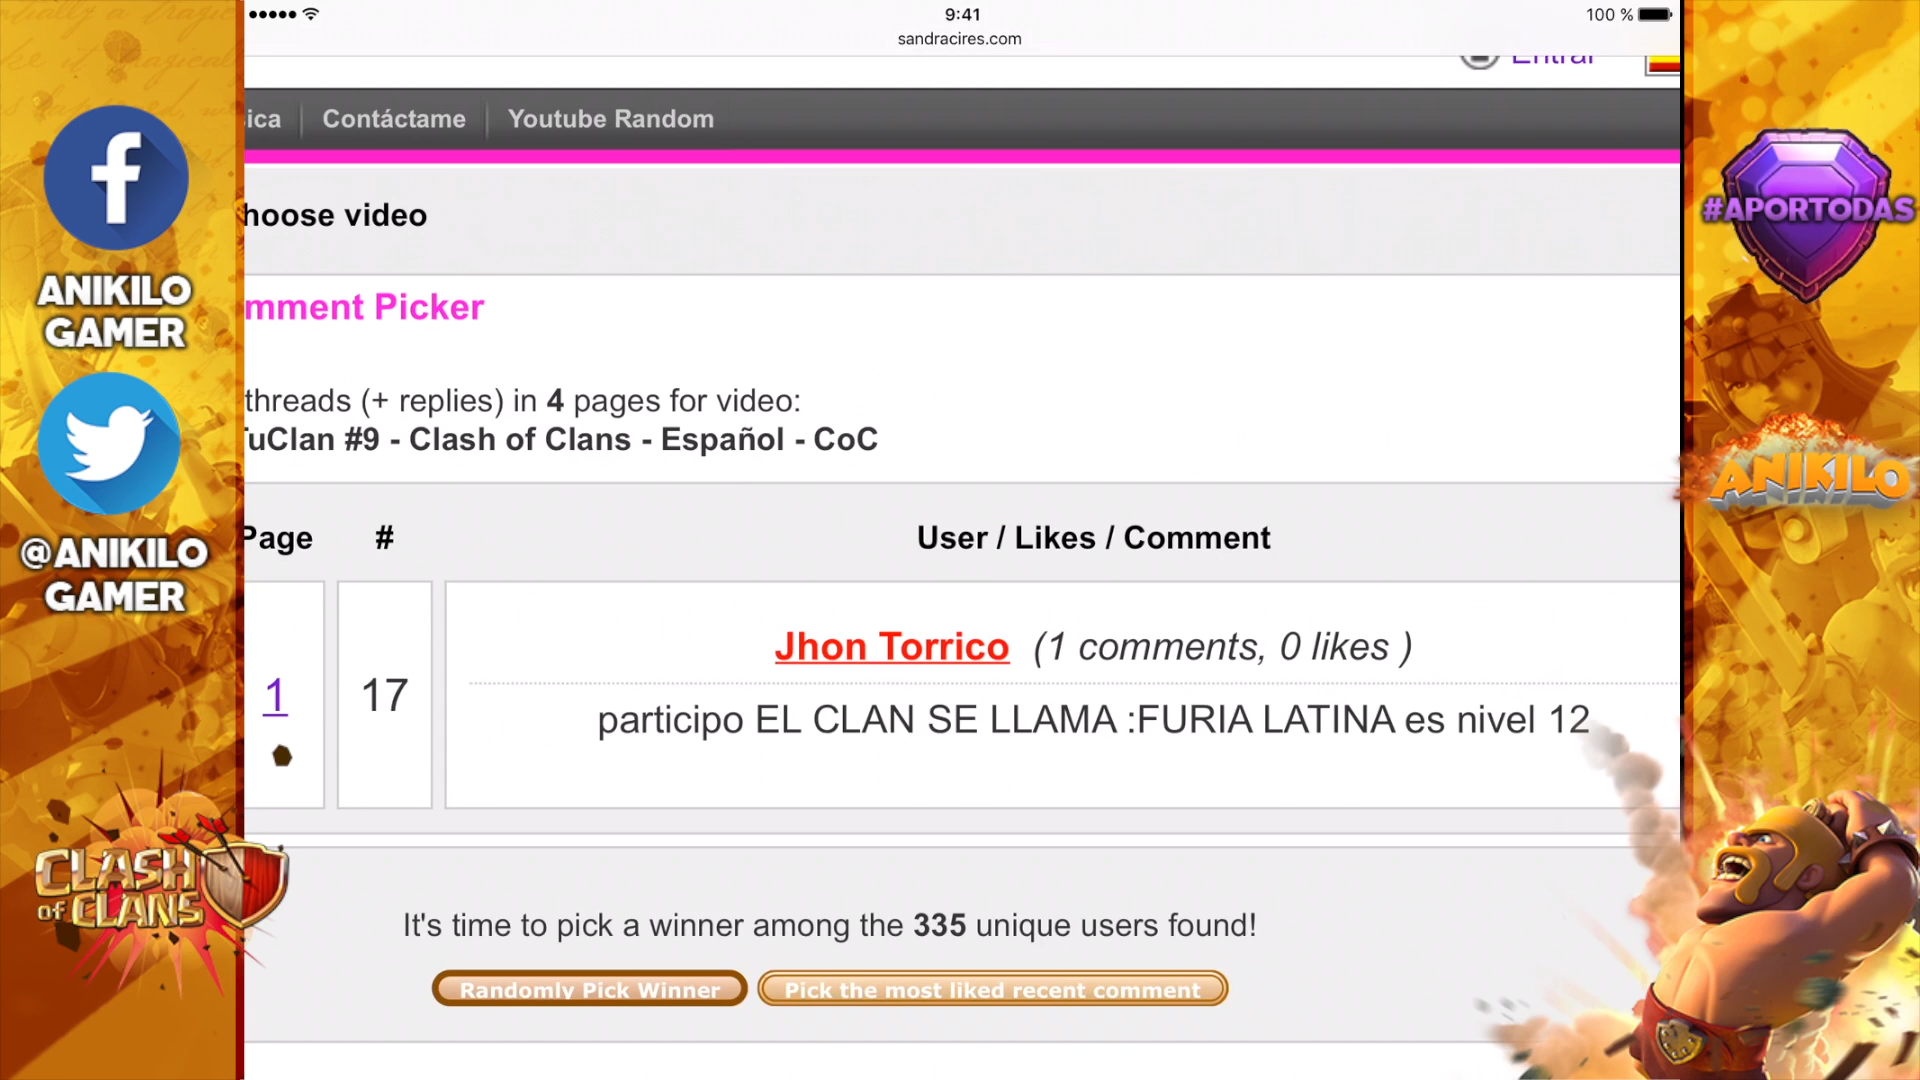 9:41
100 %
sandracires.com
Entrar
ica
Contáctame
Youtube Random
hoose video
mment Picker
threads (+ replies) in 4 pages for video:
TuClan #9 - Clash of Clans - Español - CoC
Page
#
User / Likes / Comment
Jhon Torrico (1 comments, 0 likes )
1
17
participo EL CLAN SE LLAMA :FURIA LATINA es nivel 12
It's time to pick a winner among the 335 unique users found!
Randomly Pick Winner
Pick the most liked recent comment
f
ANIKILO
GAMER
@ANIKILO
GAMER
CLASH
OF CLANS
#APORTODAS
ANIKILO